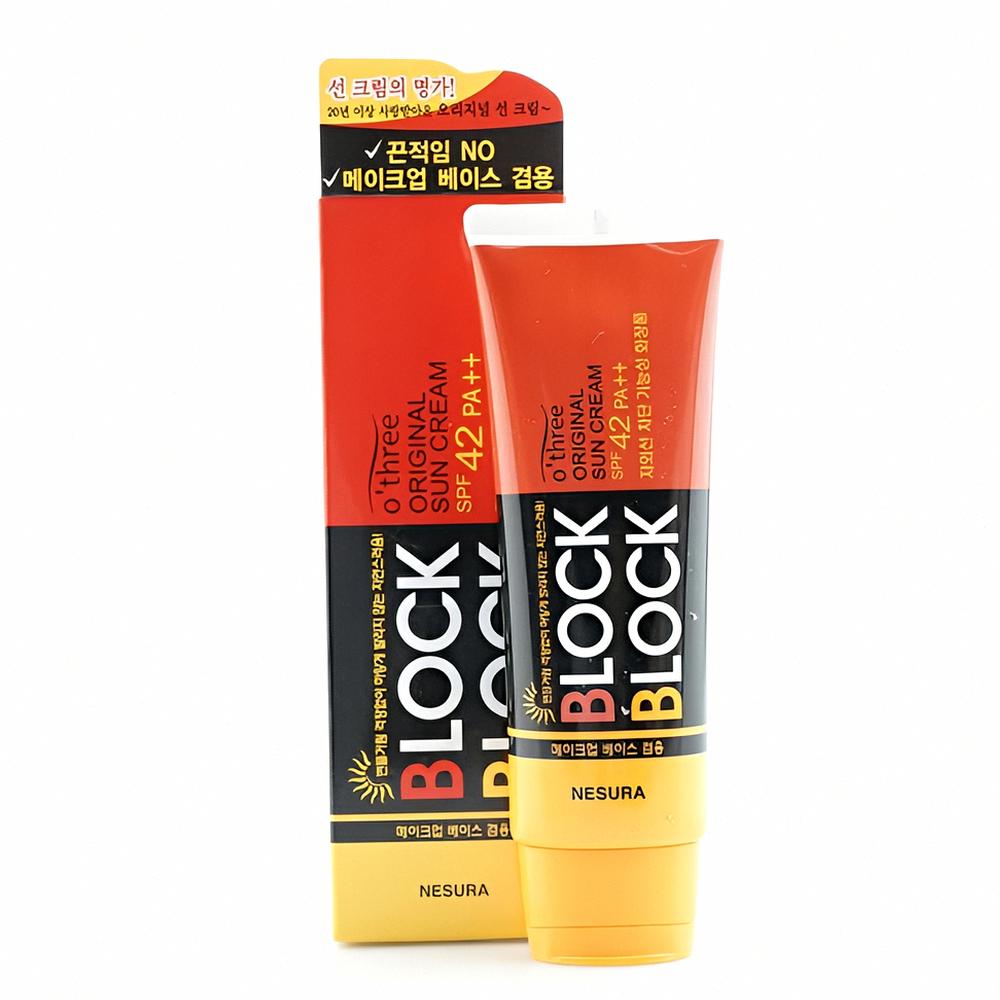 선 크림의 명가!
20년 이상 사랑받아온 오리지널 선 크림~
✓끈적임 NO
✓메이크업 베이스 겸용
o'three
ORIGINAL
SUN CREAM
SPF 42 PA++
BLOCK
BLOCK
메이크업 베이스 겸용
NESURA
o'three
ORIGINAL
SUN CREAM
SPF 42 PA++
자외선 차단 기능성 화장품
BLOCK
BLOCK
메이크업 베이스 겸용
NESURA